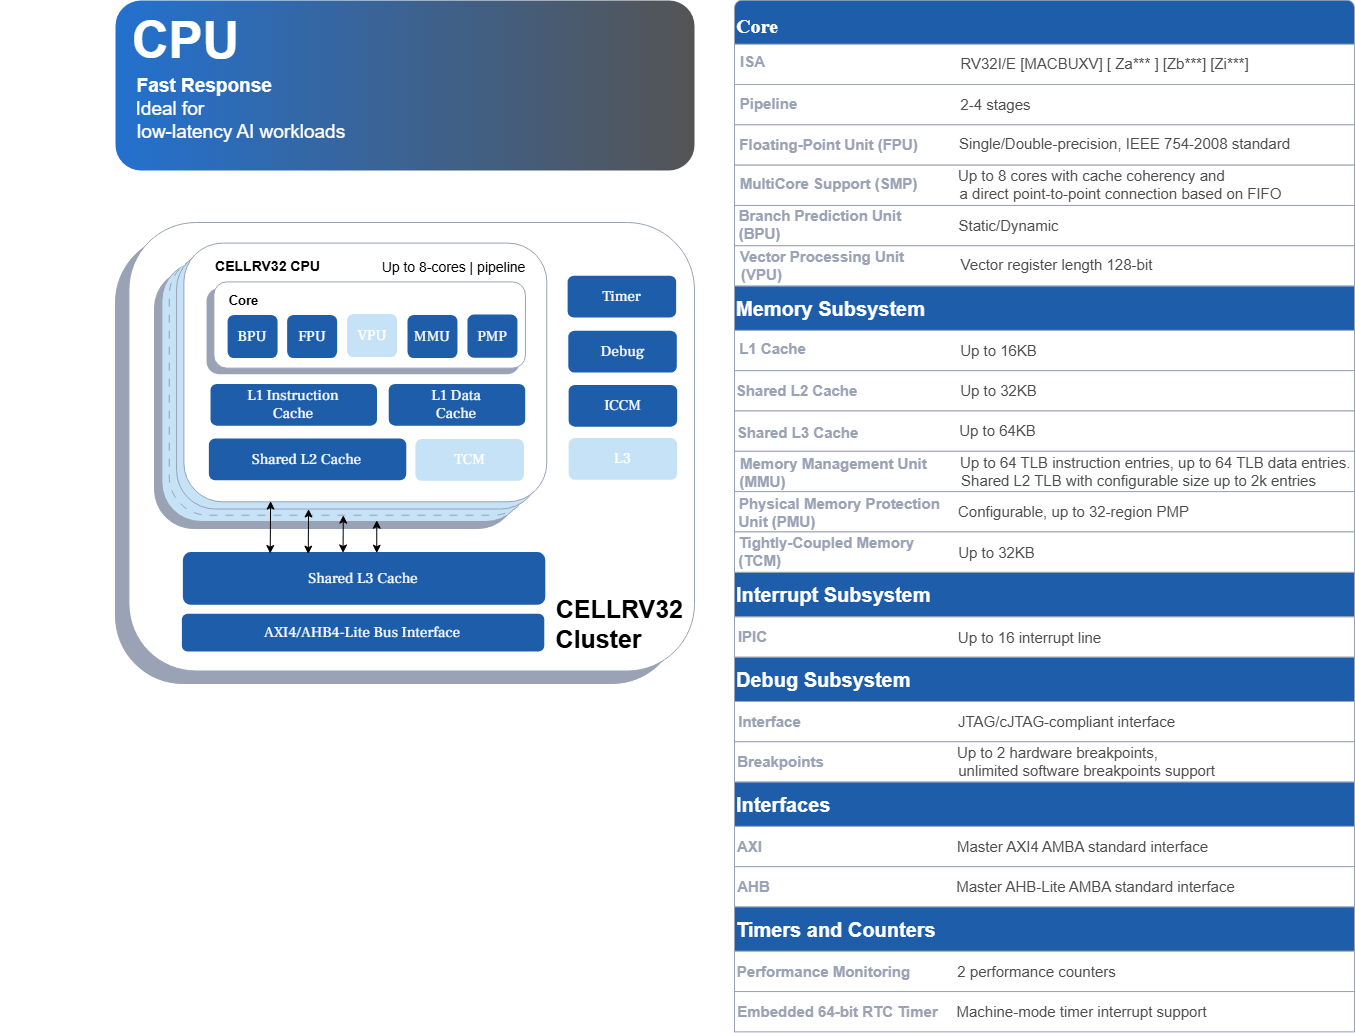 CPU
Fast Response
Ideal for
low-latency AI workloads
CELLRV32 CPU
Up to 8-cores | pipeline
Core
BPU
FPU
VPU
MMU
PMP
L1 Instruction
Cache
L1 Data
Cache
Shared L2 Cache
TCM
Timer
Debug
ICCM
L3
Shared L3 Cache
AXI4/AHB4-Lite Bus Interface
CELLRV32
Cluster
Core
ISA
RV32I/E [MACBUXV] [ Za*** ] [Zb***] [Zi***]
Pipeline
2-4 stages
Floating-Point Unit (FPU)
Single/Double-precision, IEEE 754-2008 standard
MultiCore Support (SMP)
Up to 8 cores with cache coherency and
a direct point-to-point connection based on FIFO
Branch Prediction Unit
(BPU)
Static/Dynamic
Vector Processing Unit
(VPU)
Vector register length 128-bit
Memory Subsystem
L1 Cache
Up to 16KB
Shared L2 Cache
Up to 32KB
Shared L3 Cache
Up to 64KB
Memory Management Unit
(MMU)
Up to 64 TLB instruction entries, up to 64 TLB data entries.
Shared L2 TLB with configurable size up to 2k entries
Physical Memory Protection
Unit (PMU)
Configurable, up to 32-region PMP
Tightly-Coupled Memory
(TCM)
Up to 32KB
Interrupt Subsystem
IPIC
Up to 16 interrupt line
Debug Subsystem
Interface
JTAG/cJTAG-compliant interface
Breakpoints
Up to 2 hardware breakpoints,
unlimited software breakpoints support
Interfaces
AXI
Master AXI4 AMBA standard interface
AHB
Master AHB-Lite AMBA standard interface
Timers and Counters
Performance Monitoring
2 performance counters
Embedded 64-bit RTC Timer
Machine-mode timer interrupt support